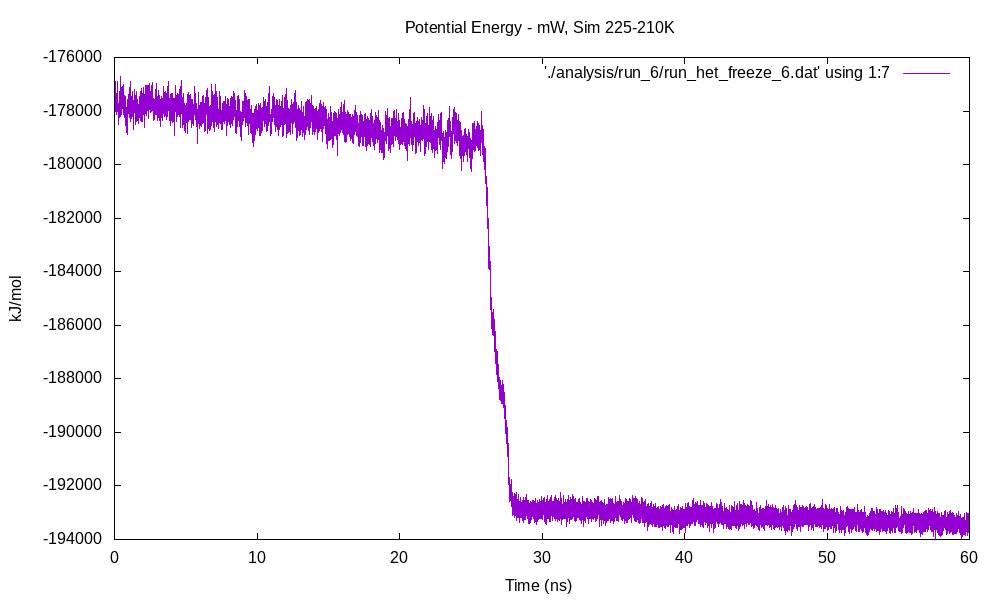 Potential Energy - mW, Sim 225-210K
'./analysis/run_6/run_het_freeze_6.dat' using 1:7
-176000
-178000
-180000
-182000
-184000
-186000
-188000
-190000
-192000
-194000
kJ/mol
0 10 20 30 40 50 60
Time (ns)